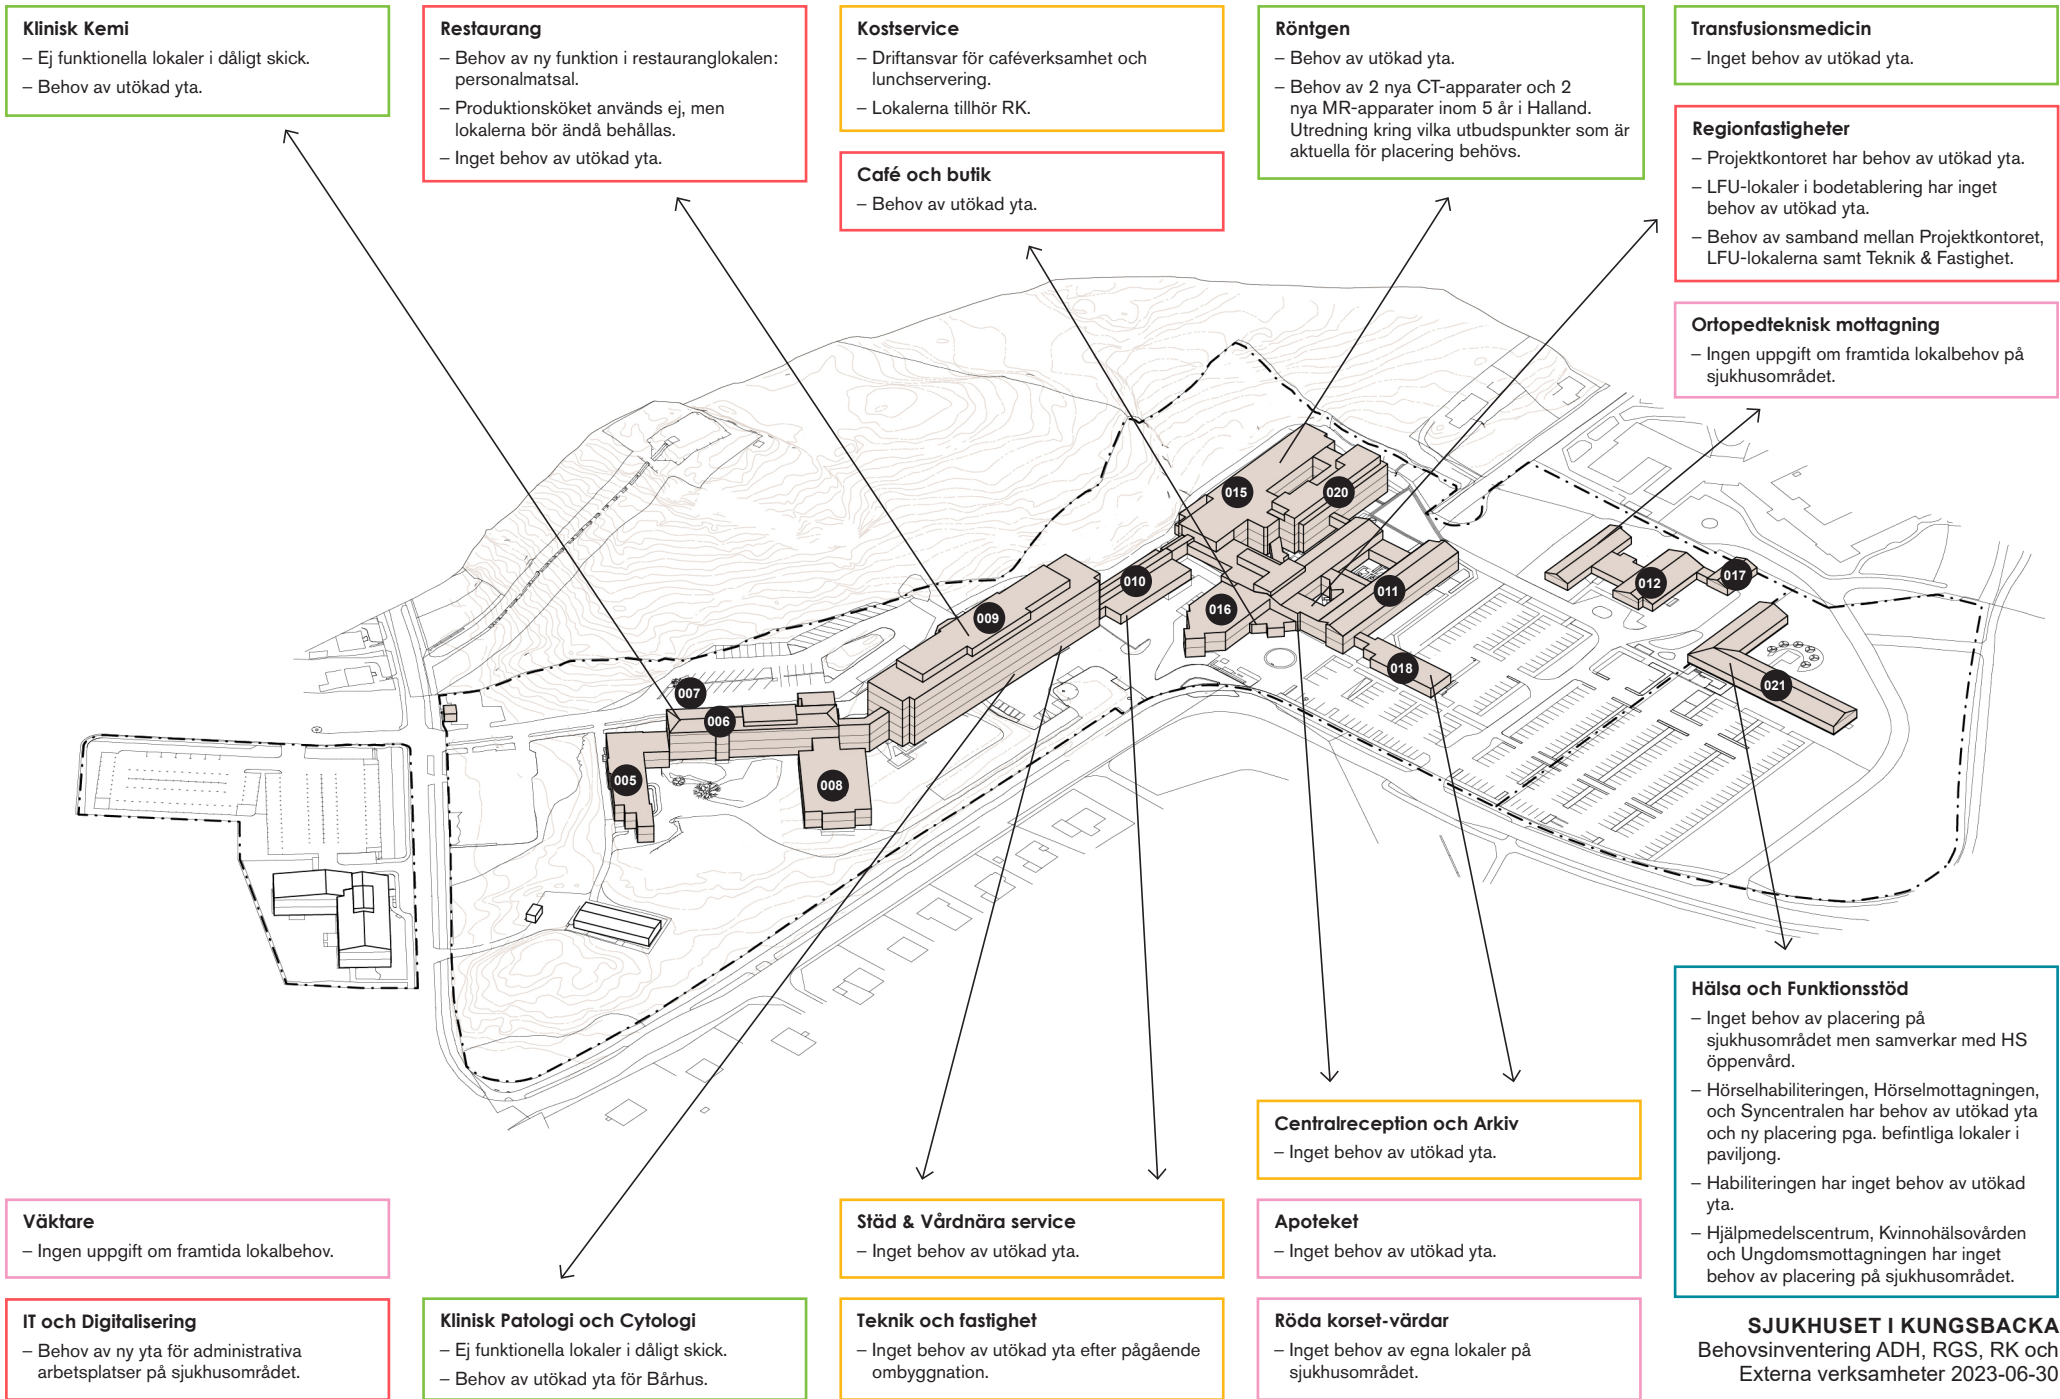 Klinisk Kemi
– Ej funktionella lokaler i dåligt skick.
– Behov av utökad yta.
Restaurang
– Behov av ny funktion i restauranglokalen:
personalmatsal.
– Produktionsköket används ej, men
lokalerna bör ändå behållas.
– Inget behov av utökad yta.
Kostservice
– Driftansvar för caféverksamhet och
lunchservering.
– Lokalerna tillhör RK.
Café och butik
– Behov av utökad yta.
Röntgen
– Behov av utökad yta.
– Behov av 2 nya CT-apparater och 2
nya MR-apparater inom 5 år i Halland.
Utredning kring vilka utbudspunkter som är
aktuella för placering behövs.
Transfusionsmedicin
– Inget behov av utökad yta.
Regionfastigheter
– Projektkontoret har behov av utökad yta.
– LFU-lokaler i bodetablering har inget
behov av utökad yta.
– Behov av samband mellan Projektkontoret,
LFU-lokalerna samt Teknik & Fastighet.
Ortopedteknisk mottagning
– Ingen uppgift om framtida lokalbehov på
sjukhusområdet.
015
020
010
011
012
017
009
016
018
021
007
006
005
008
Hälsa och Funktionsstöd
– Inget behov av placering på
sjukhusområdet men samverkar med HS
öppenvård.
– Hörselhabiliteringen, Hörselmottagningen,
och Syncentralen har behov av utökad yta
och ny placering pga. befintliga lokaler i
paviljong.
– Habiliteringen har inget behov av utökad
yta.
– Hjälpmedelscentrum, Kvinnohälsovården
och Ungdomsmottagningen har inget
behov av placering på sjukhusområdet.
Centralreception och Arkiv
– Inget behov av utökad yta.
Väktare
– Ingen uppgift om framtida lokalbehov.
Städ & Vårdnära service
– Inget behov av utökad yta.
Apoteket
– Inget behov av utökad yta.
IT och Digitalisering
– Behov av ny yta för administrativa
arbetsplatser på sjukhusområdet.
Klinisk Patologi och Cytologi
– Ej funktionella lokaler i dåligt skick.
– Behov av utökad yta för Bårhus.
Teknik och fastighet
– Inget behov av utökad yta efter pågående
ombyggnation.
Röda korset-värdar
– Inget behov av egna lokaler på
sjukhusområdet.
SJUKHUSET I KUNGSBACKA
Behovsinventering ADH, RGS, RK och
Externa verksamheter 2023-06-30